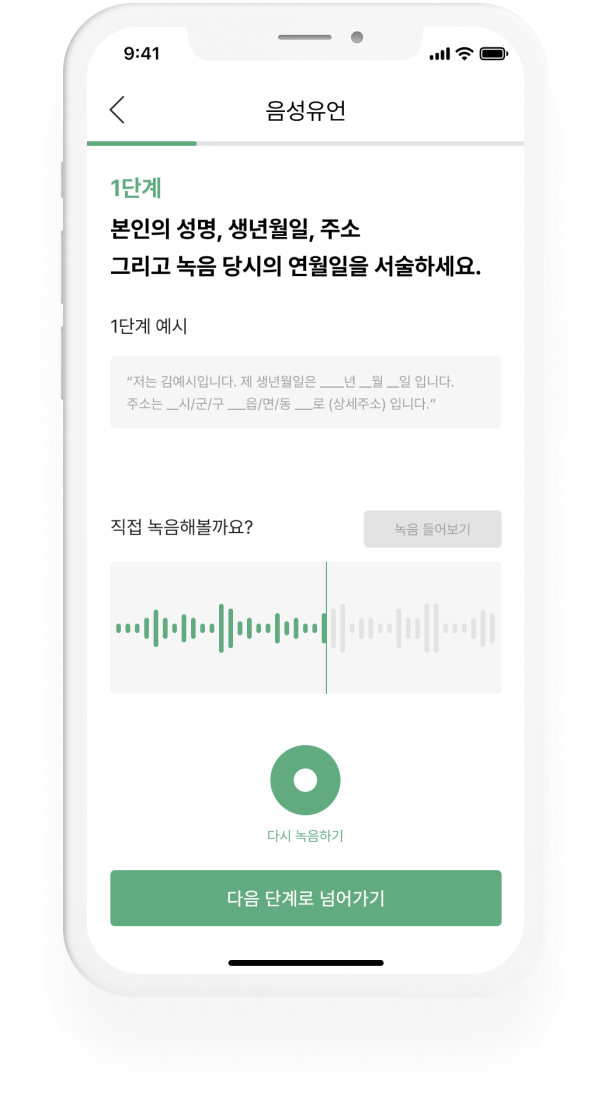 9:41
음성유언
1단계
본인의 성명, 생년월일, 주소
그리고 녹음 당시의 연월일을 서술하세요.
1단계 예시
“저는 김예시입니다. 제 생년월일은 ____년 __월 __일 입니다.
주소는 __시/군/구 ___읍/면/동 ___로 (상세주소) 입니다.”
직접 녹음해볼까요?
녹음 들어보기
다시 녹음하기
다음 단계로 넘어가기